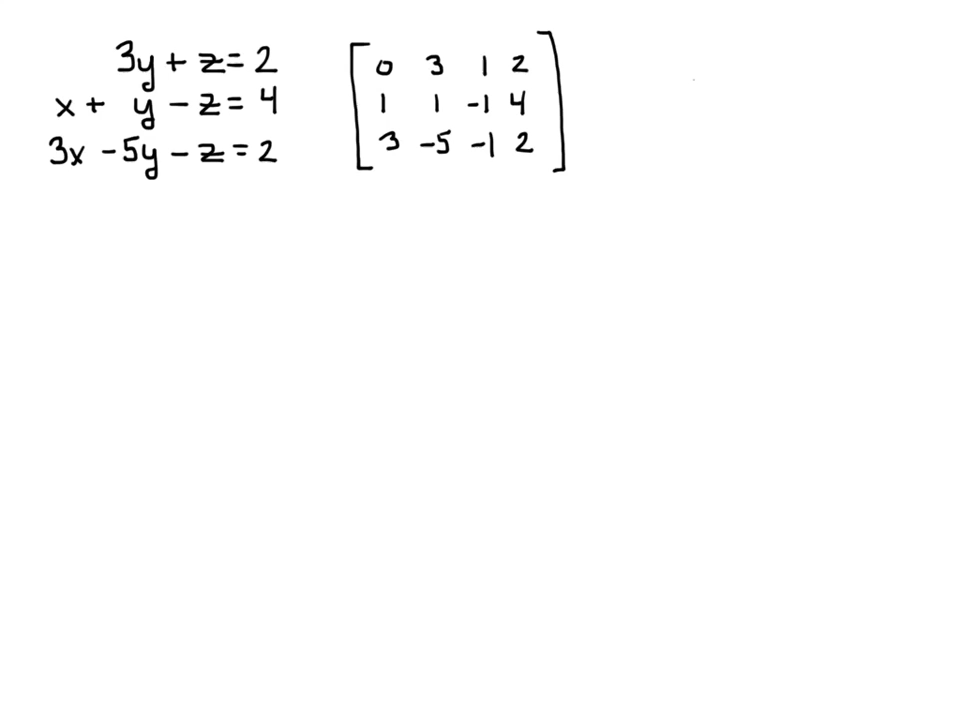 3y + z = 2
x + y - z = 4
3x - 5y - z = 2
0 3 1 2
1 1 -1 4
3 -5 -1 2